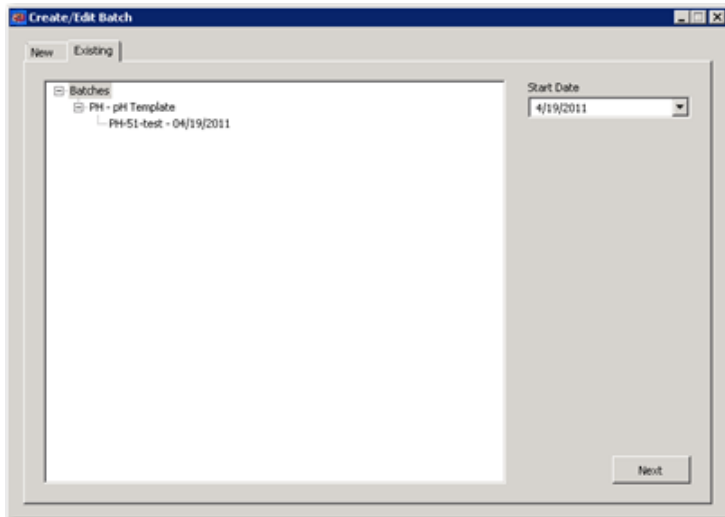 Create/Edit Batch
New
Existing
Batches
PH - pH Template
PH-51-test - 04/19/2011
Start Date
4/19/2011
Next